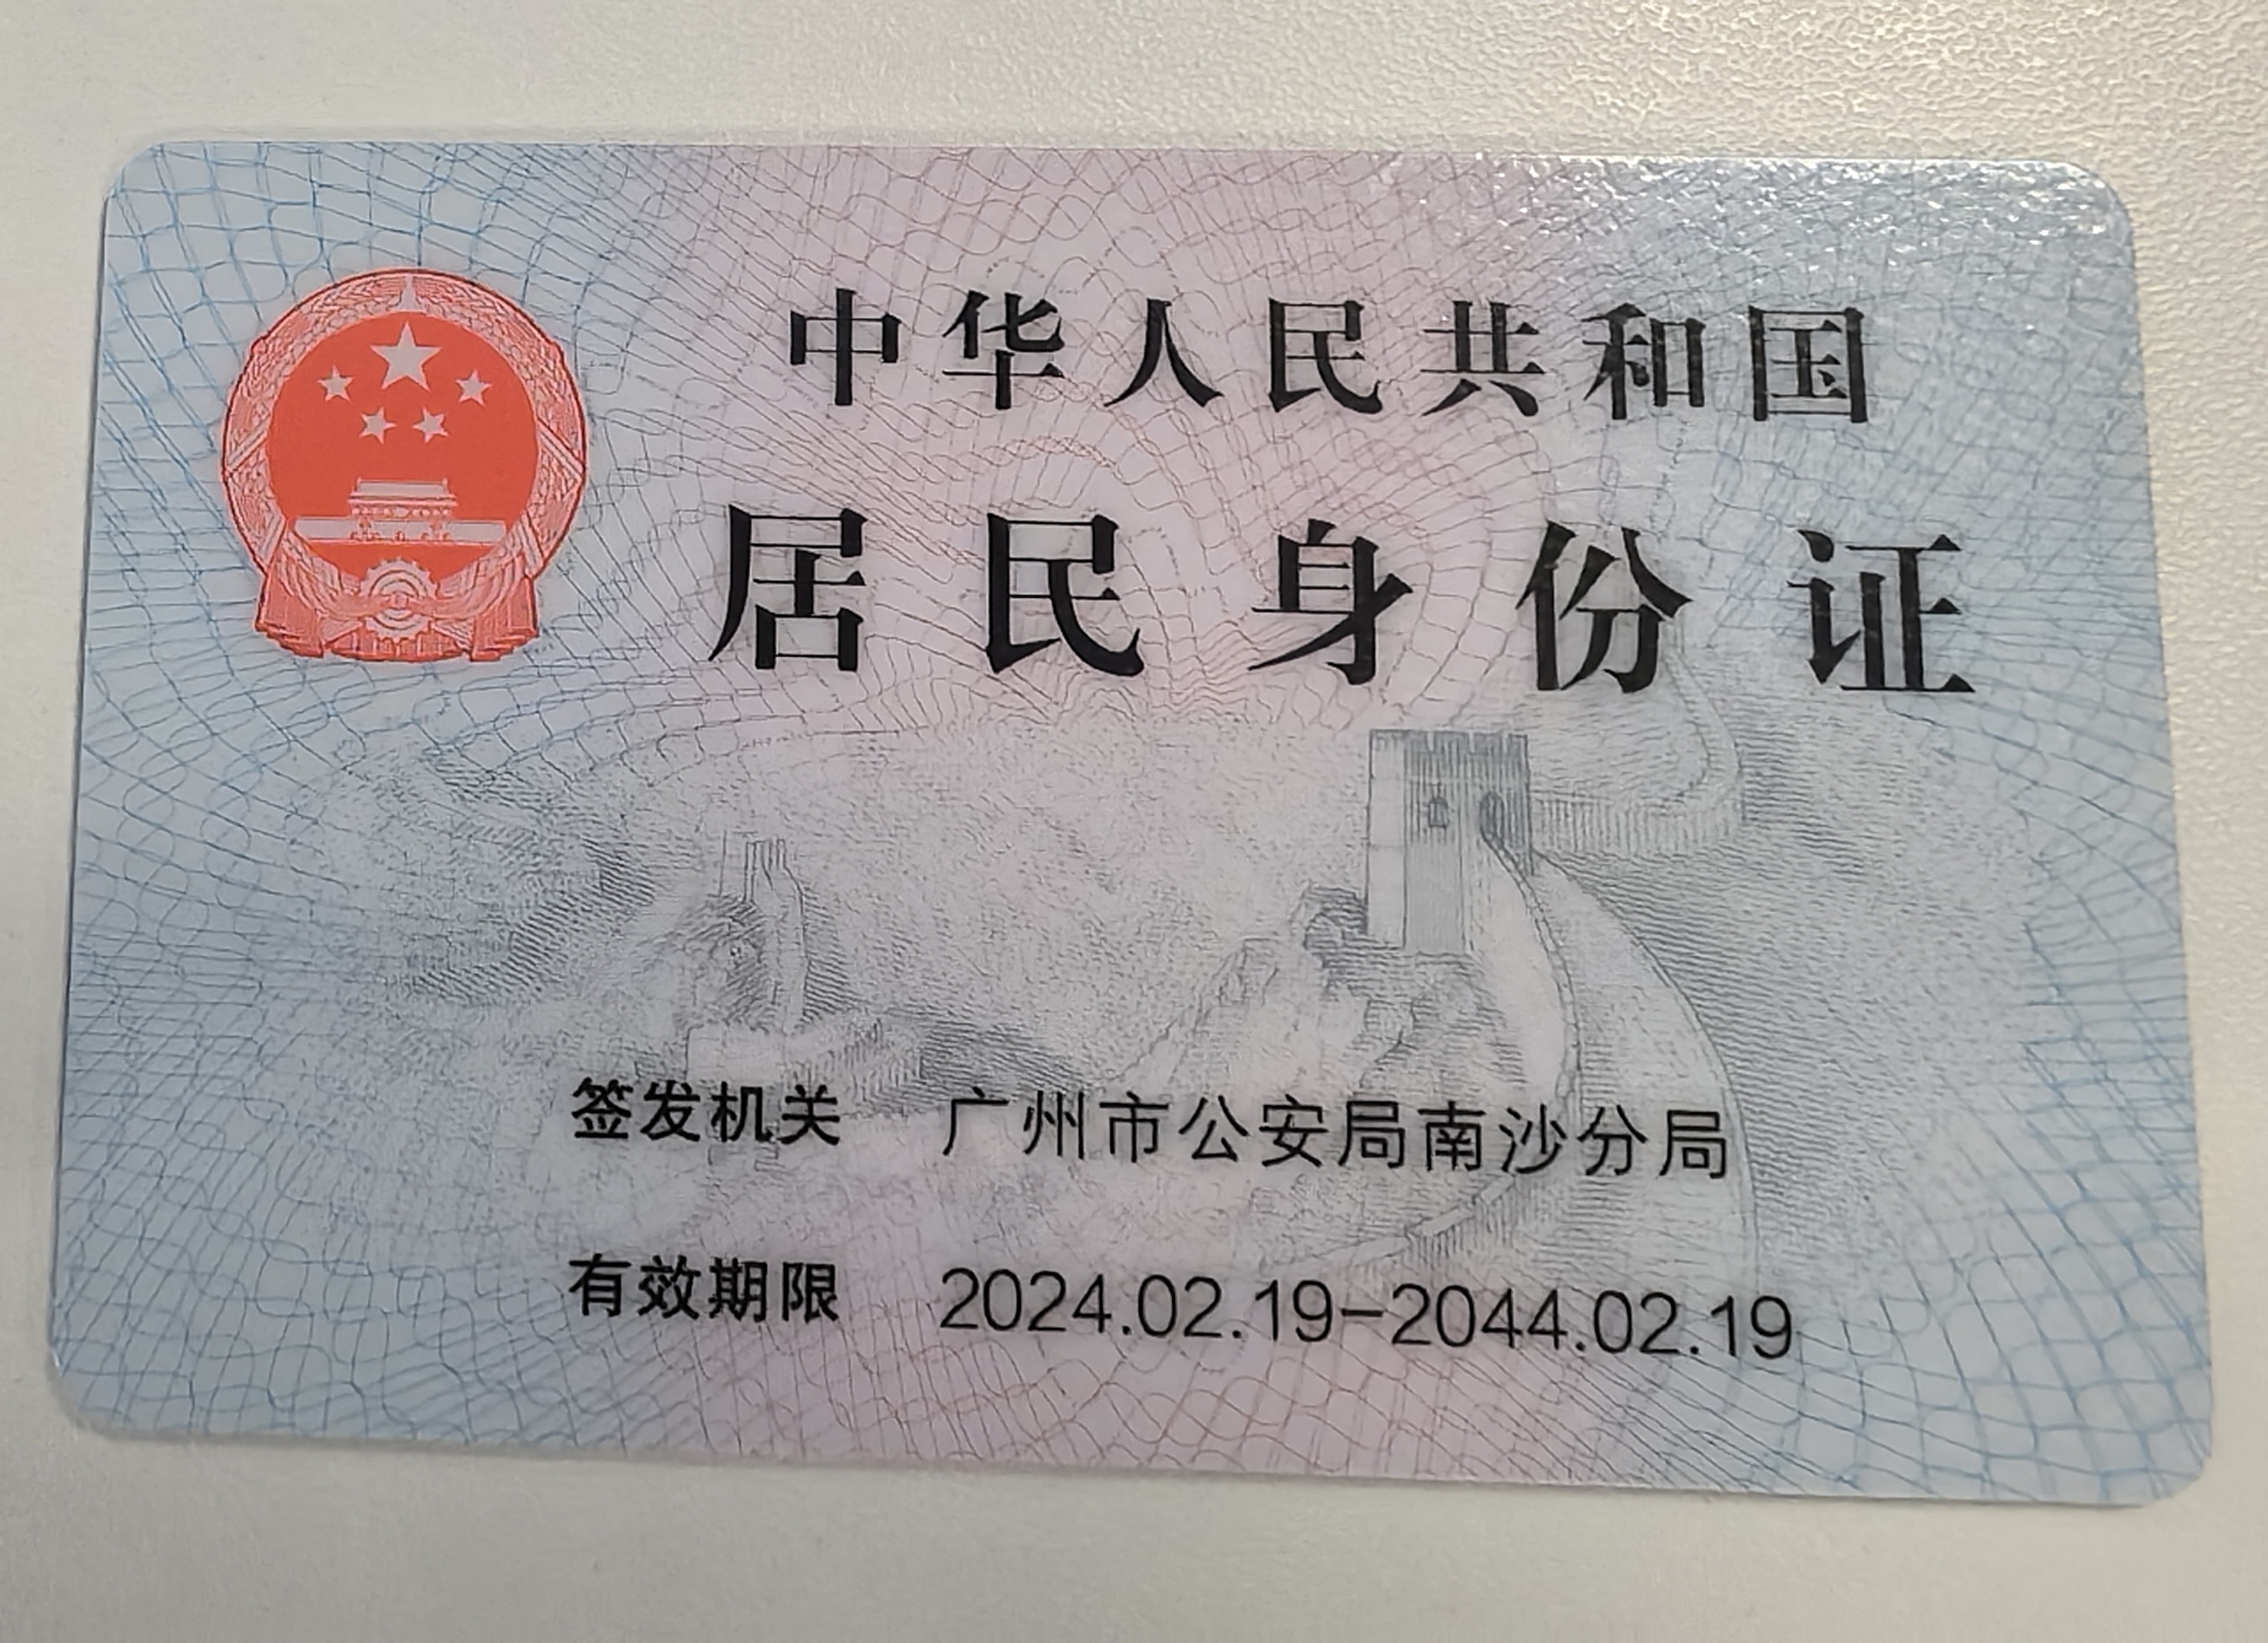 中华人民共和国
居民身份证
签发机关 广州市公安局南沙分局
有效期限 2024.02.19-2044.02.19